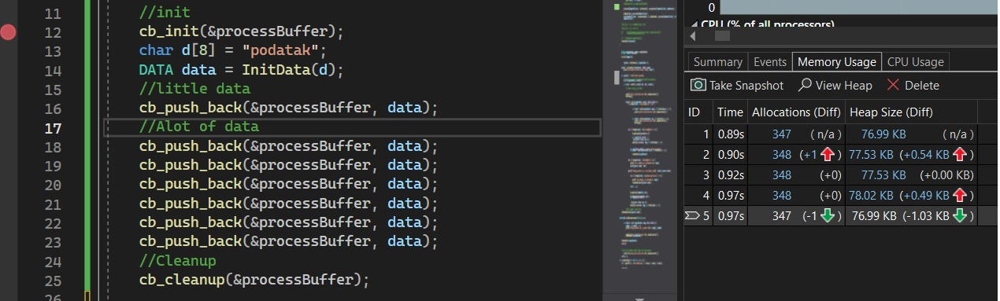 11 //init
12 cb_init(&processBuffer);
13 char d[8] = "podatak";
14 DATA data = InitData(d);
15 //little data
16 cb_push_back(&processBuffer, data);
17 //Alot of data
18 cb_push_back(&processBuffer, data);
19 cb_push_back(&processBuffer, data);
20 cb_push_back(&processBuffer, data);
21 cb_push_back(&processBuffer, data);
22 cb_push_back(&processBuffer, data);
23 cb_push_back(&processBuffer, data);
24 //Cleanup
25 cb_cleanup(&processBuffer);
26
0
CPU (% of all processors)
Summary Events Memory Usage CPU Usage
Take Snapshot View Heap Delete
ID Time Allocations (Diff) Heap Size (Diff)
1 0.89s 347 (n/a) 76.99 KB (n/a)
2 0.90s 348 (+1) 77.53 KB (+0.54 KB)
3 0.92s 348 (+0) 77.53 KB (+0.00 KB)
4 0.97s 348 (+0) 78.02 KB (+0.49 KB)
5 0.97s 347 (-1) 76.99 KB (-1.03 KB)